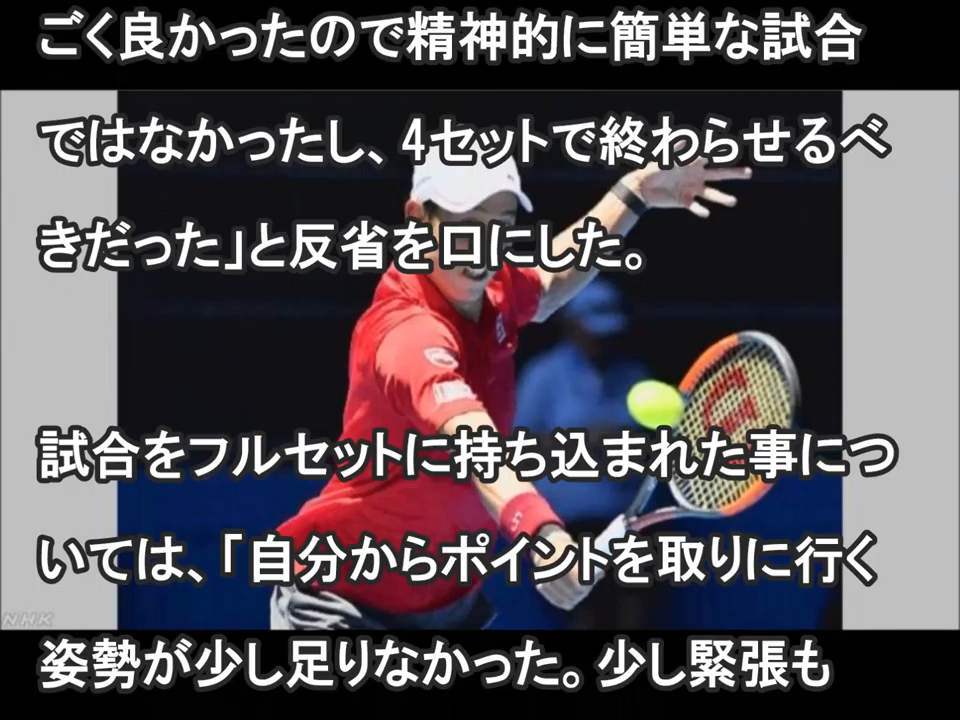 ごく良かったので精神的に簡単な試合
ではなかったし、4セットで終わらせるべ
きだった」と反省を口にした。
試合をフルセットに持ち込まれた事につ
いては、「自分からポイントを取りに行く
姿勢が少し足りなかった。少し緊張も
NHK